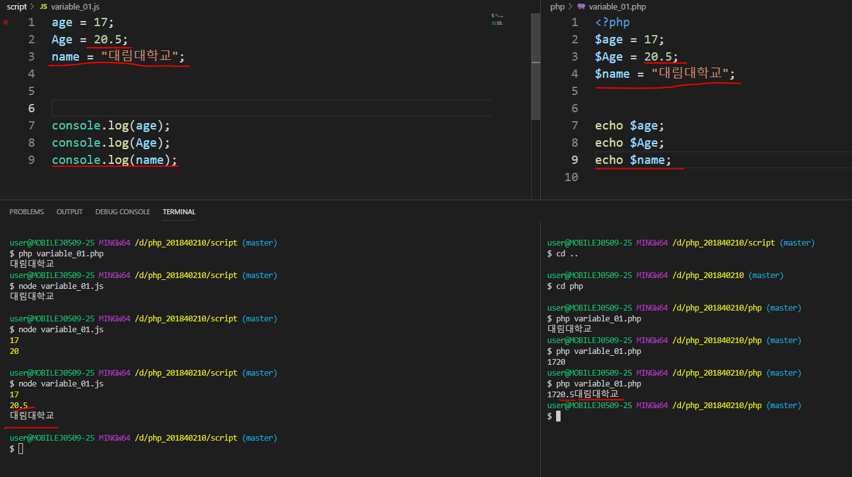 script > JS variable_01.js
1 age = 17;
2 Age = 20.5;
3 name = "대림대학교";
4
5
6
7 console.log(age);
8 console.log(Age);
9 console.log(name);
php > variable_01.php
1 <?php
2 $age = 17;
3 $Age = 20.5;
4 $name = "대림대학교";
5
6
7 echo $age;
8 echo $Age;
9 echo $name;
10
PROBLEMS OUTPUT DEBUG CONSOLE TERMINAL
user@MOBILEJ0509-25 MINGW64 /d/php_201840210/script (master)
$ php variable_01.php
대림대학교
user@MOBILEJ0509-25 MINGW64 /d/php_201840210/script (master)
$ node variable_01.js
대림대학교
user@MOBILEJ0509-25 MINGW64 /d/php_201840210/script (master)
$ node variable_01.js
17
20
user@MOBILEJ0509-25 MINGW64 /d/php_201840210/script (master)
$ node variable_01.js
17
20.5
대림대학교
user@MOBILEJ0509-25 MINGW64 /d/php_201840210/script (master)
$
user@MOBILEJ0509-25 MINGW64 /d/php_201840210/script (master)
$ cd ..
user@MOBILEJ0509-25 MINGW64 /d/php_201840210 (master)
$ cd php
user@MOBILEJ0509-25 MINGW64 /d/php_201840210/php (master)
$ php variable_01.php
대림대학교
user@MOBILEJ0509-25 MINGW64 /d/php_201840210/php (master)
$ php variable_01.php
1720
user@MOBILEJ0509-25 MINGW64 /d/php_201840210/php (master)
$ php variable_01.php
1720.5대림대학교
user@MOBILEJ0509-25 MINGW64 /d/php_201840210/php (master)
$